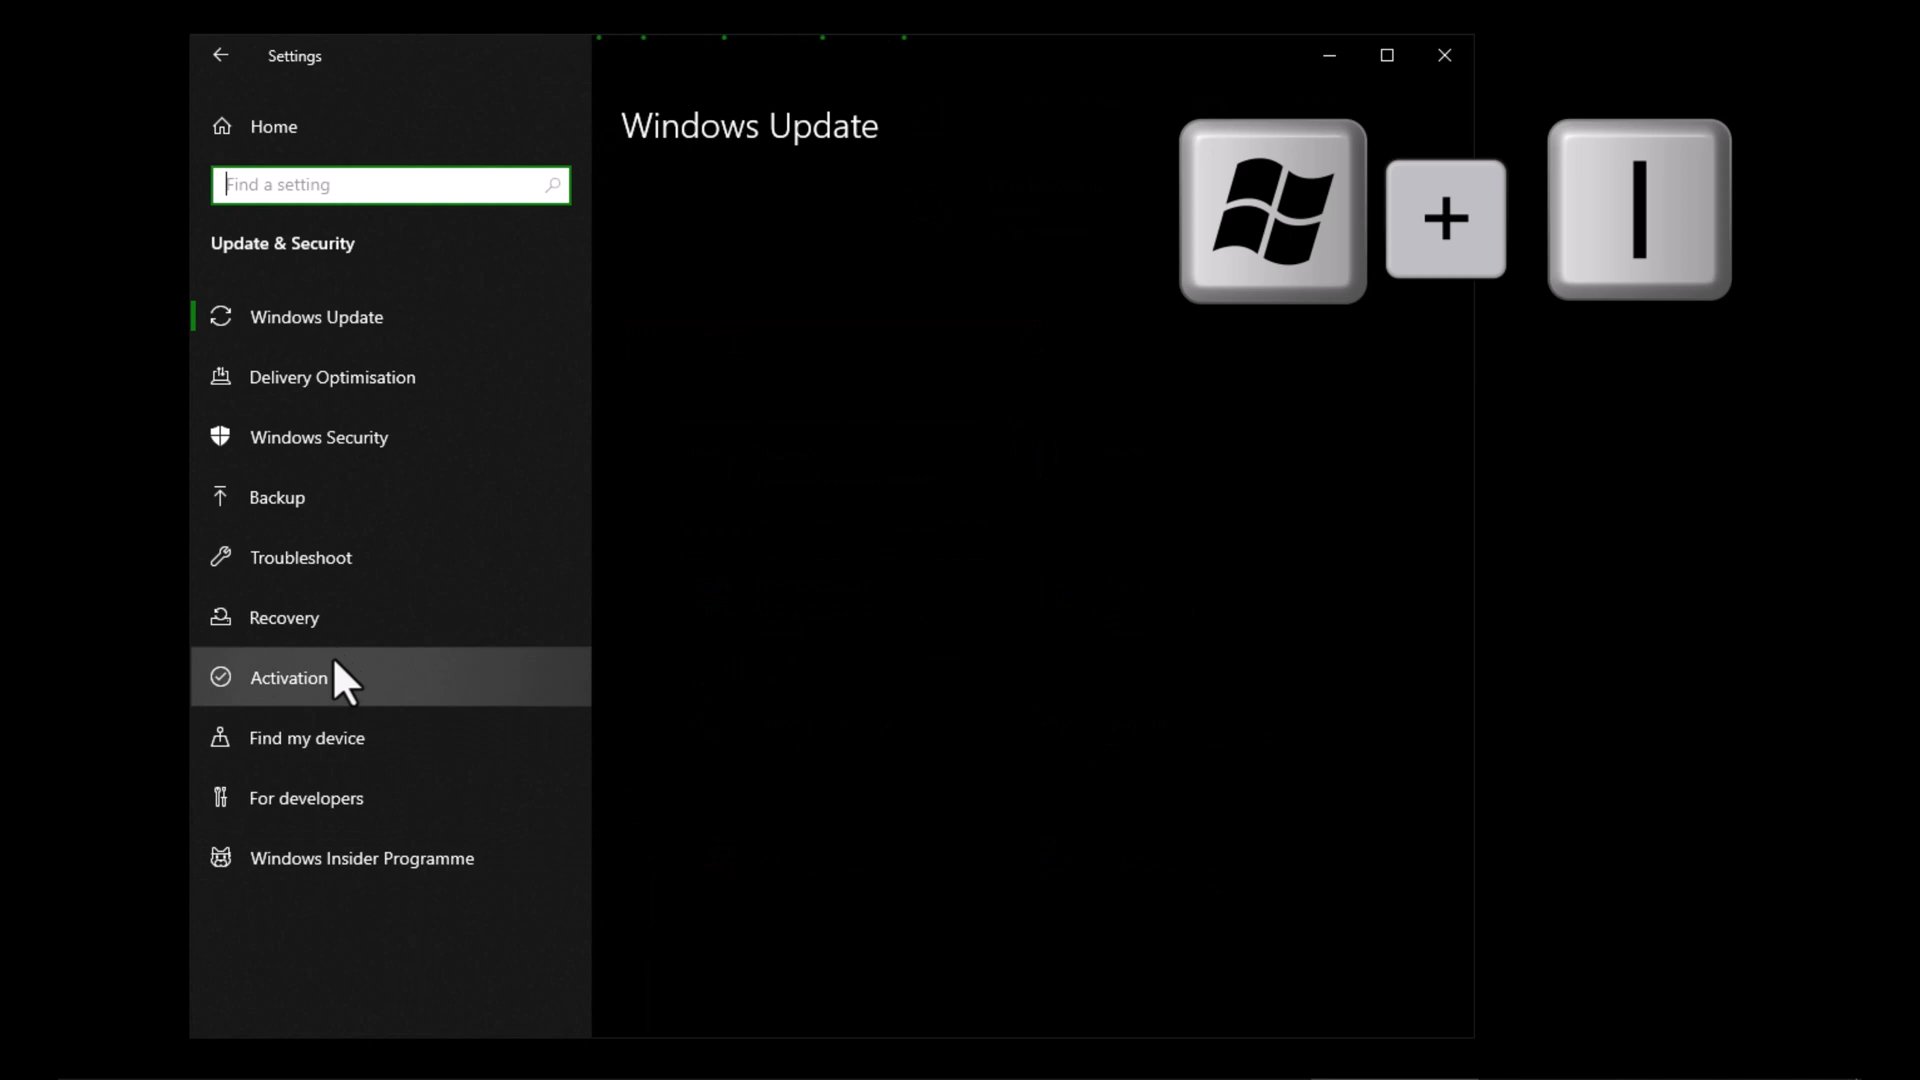 Settings
Home
Find a setting
Update & Security
Windows Update
Delivery Optimisation
Windows Security
Backup
Troubleshoot
Recovery
Activation
Find my device
For developers
Windows Insider Programme
Windows Update
+
I